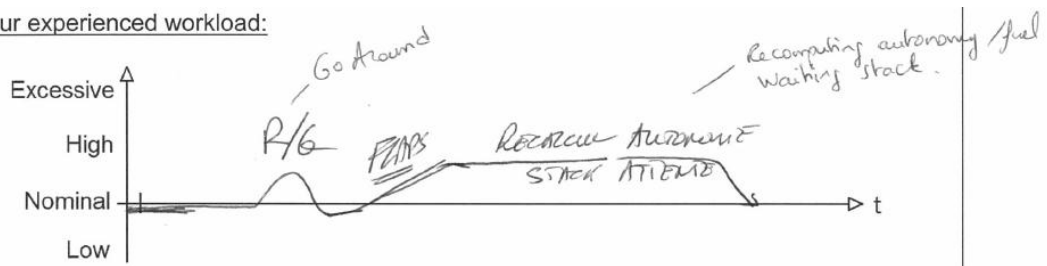 ur experienced workload:
Go Around
Recomputing autonomy / fuel
Waiting stack.
Excessive
High
Nominal
Low
R/G
FLAPS
RECALCUL AUTONOMIE
STACK ATTENTE
t